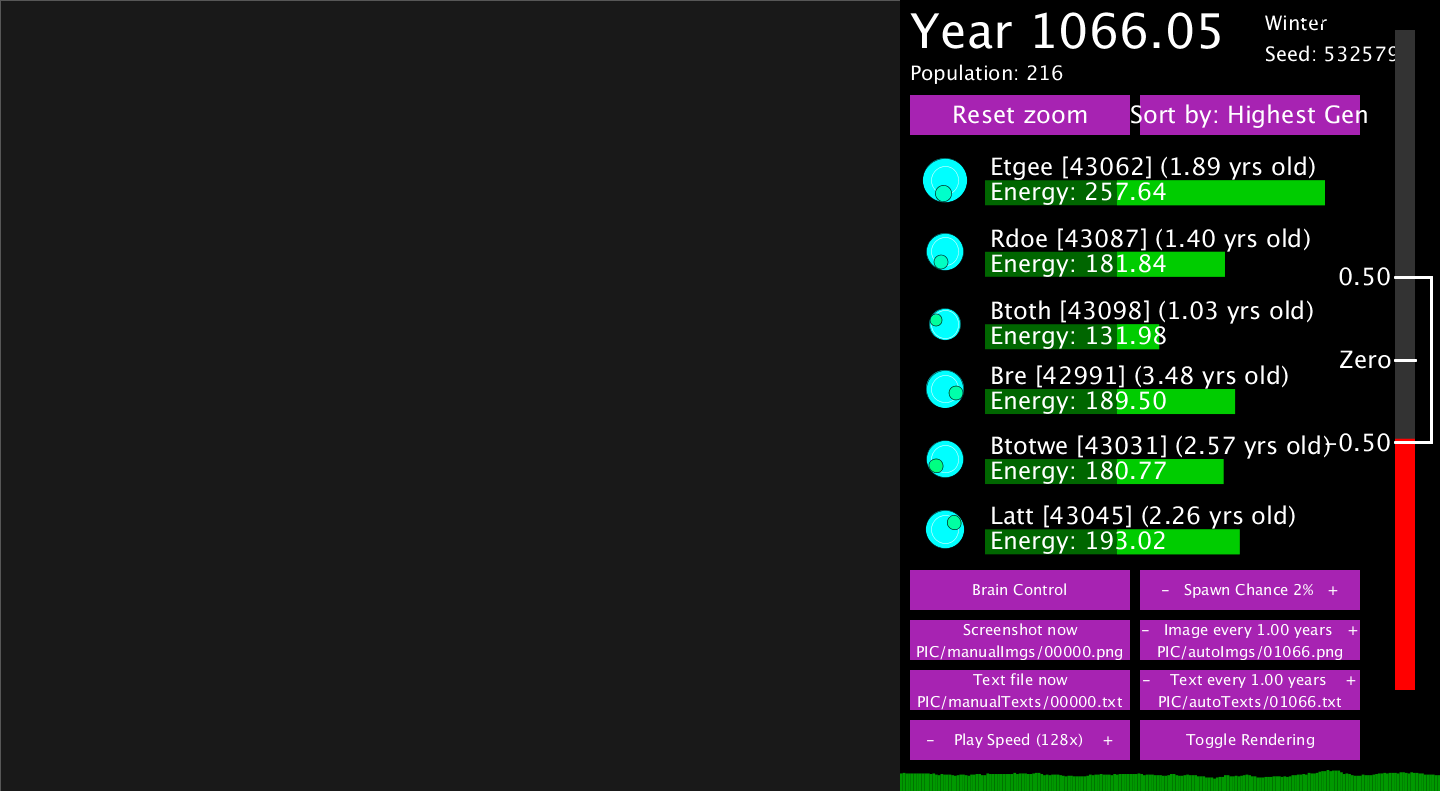 Year 1066.05
Winter
Seed: 532579
Population: 216
Reset zoom
Sort by: Highest Gen
Etgee [43062] (1.89 yrs old)
Energy: 257.64
Rdoe [43087] (1.40 yrs old)
Energy: 181.84
0.50
Btoth [43098] (1.03 yrs old)
Energy: 131.98
Zero
Bre [42991] (3.48 yrs old)
Energy: 189.50
Btotwe [43031] (2.57 yrs old)
-0.50
Energy: 180.77
Latt [43045] (2.26 yrs old)
Energy: 193.02
Brain Control
- Spawn Chance 2% +
Screenshot now
PIC/manualImgs/00000.png
- Image every 1.00 years +
PIC/autoImgs/01066.png
Text file now
PIC/manualTexts/00000.txt
- Text every 1.00 years +
PIC/autoTexts/01066.txt
- Play Speed (128x) +
Toggle Rendering